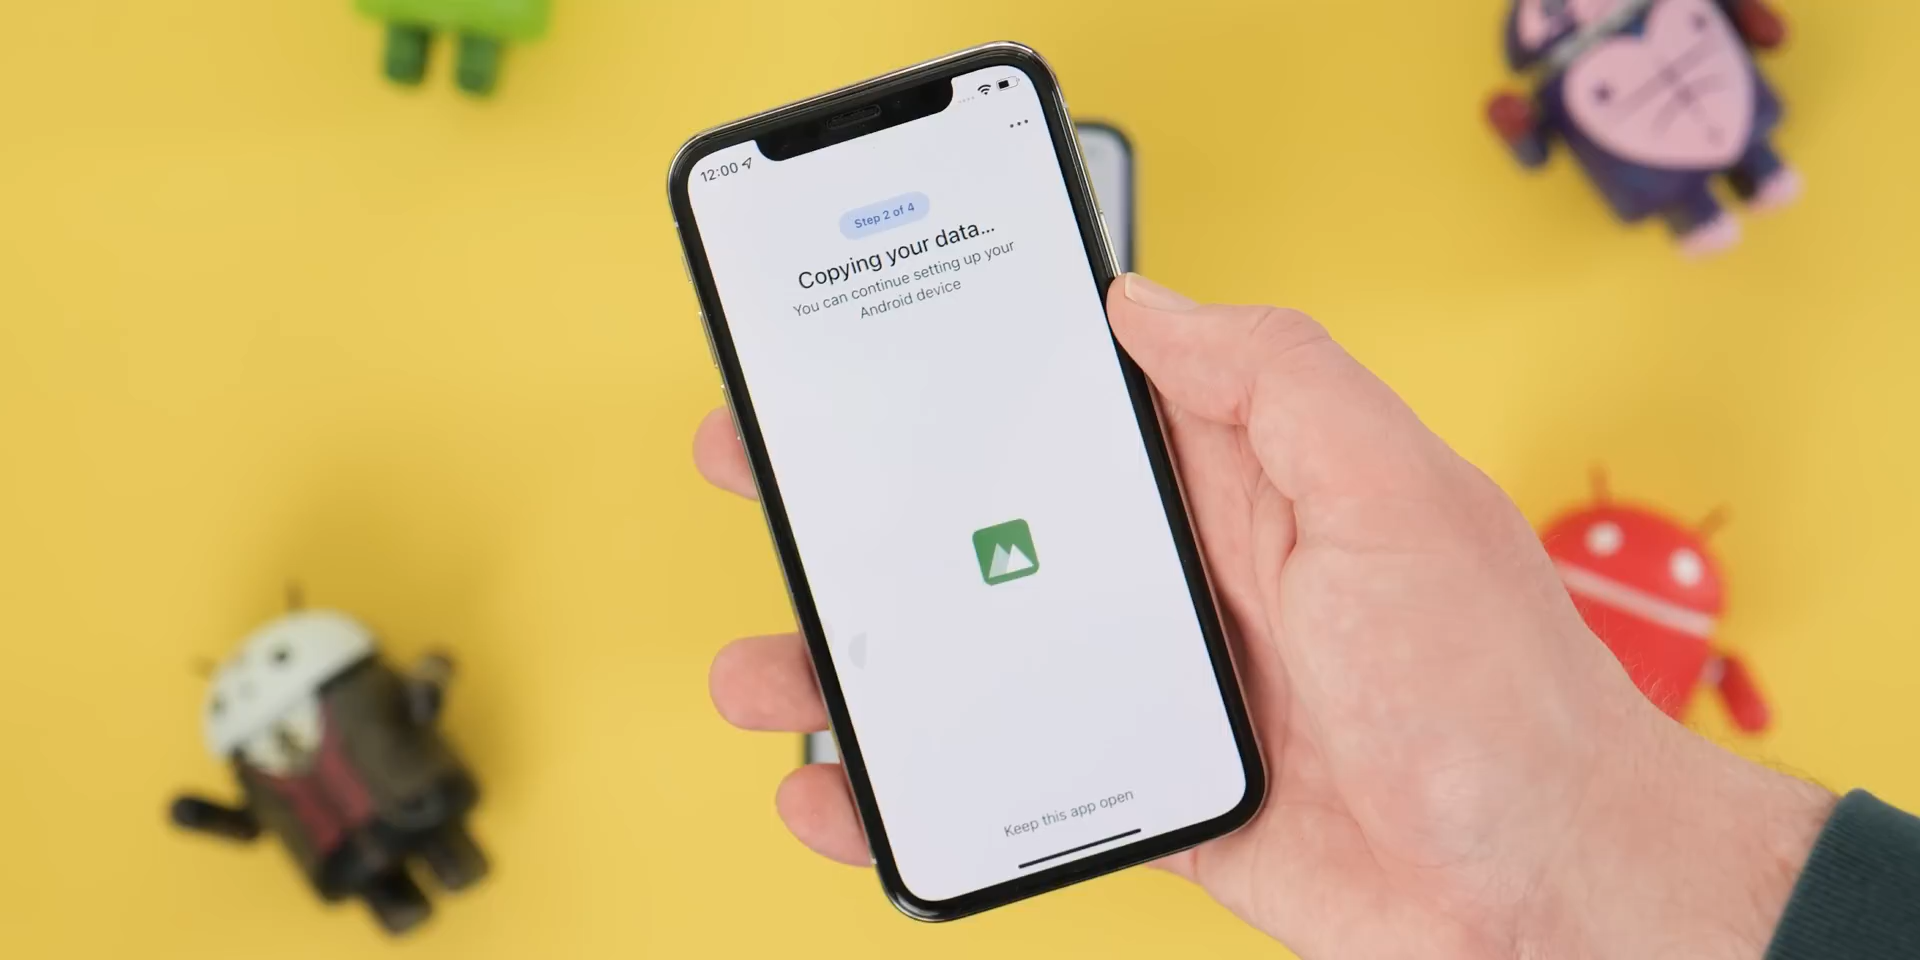 12:00
Step 2 of 4
Copying your data...
You can continue setting up your
Android device
Keep this app open